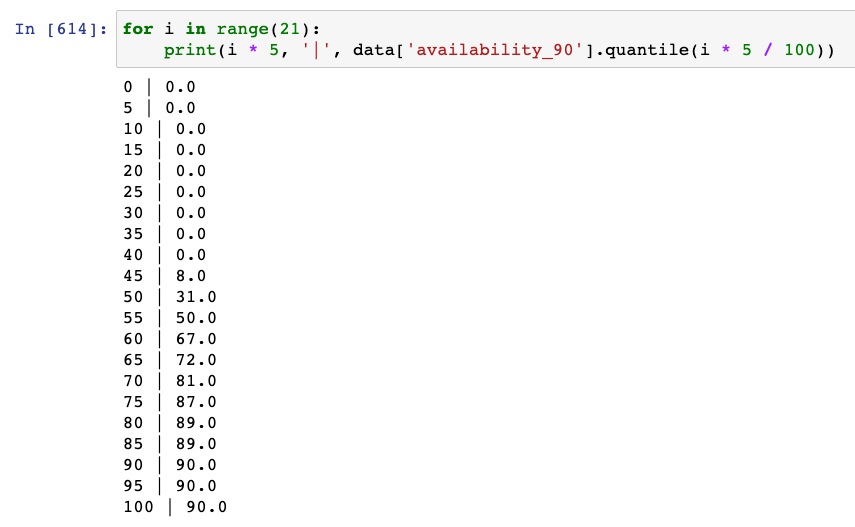 In [614]: for i in range(21):
    print(i * 5, '|', data['availability_90'].quantile(i * 5 / 100))
0 | 0.0
5 | 0.0
10 | 0.0
15 | 0.0
20 | 0.0
25 | 0.0
30 | 0.0
35 | 0.0
40 | 0.0
45 | 8.0
50 | 31.0
55 | 50.0
60 | 67.0
65 | 72.0
70 | 81.0
75 | 87.0
80 | 89.0
85 | 89.0
90 | 90.0
95 | 90.0
100 | 90.0